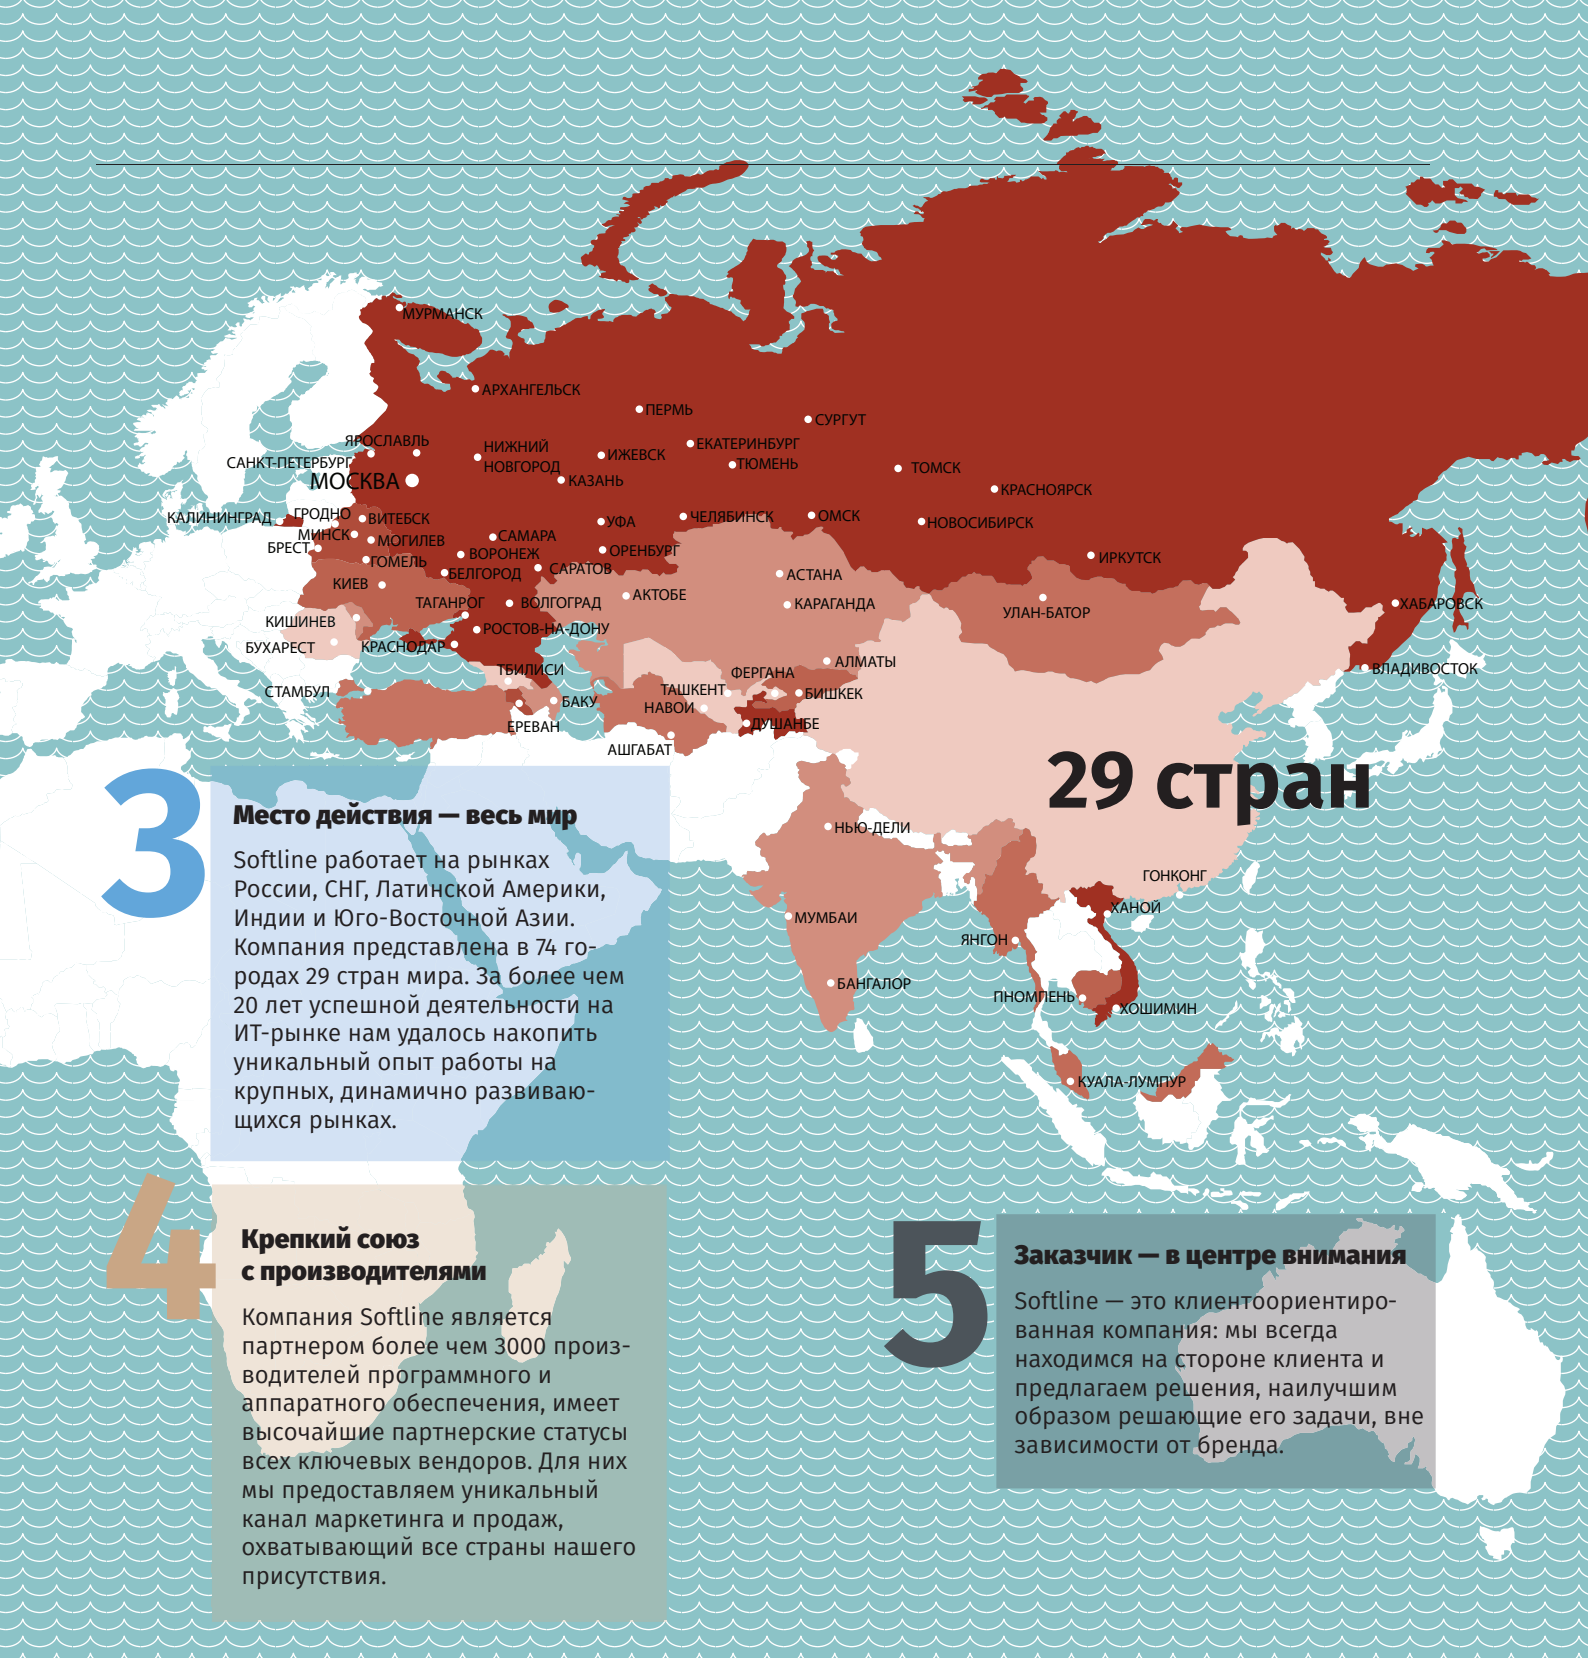 МУРМАНСК
АРХАНГЕЛЬСК
ПЕРМЬ
СУРГУТ
ЯРОСЛАВЛЬ
НИЖНИЙ
НОВГОРОД
ИЖЕВСК
ЕКАТЕРИНБУРГ
САНКТ-ПЕТЕРБУРГ
ТЮМЕНЬ
ТОМСК
МОСКВА
КАЗАНЬ
КРАСНОЯРСК
КАЛИНИНГРАД
ГРОДНО
ВИТЕБСК
УФА
ЧЕЛЯБИНСК
ОМСК
НОВОСИБИРСК
МИНСК
МОГИЛЕВ
САМАРА
БРЕСТ
ГОМЕЛЬ
ВОРОНЕЖ
ОРЕНБУРГ
ИРКУТСК
БЕЛГОРОД
САРАТОВ
АСТАНА
КИЕВ
ТАГАНРОГ
ВОЛГОГРАД
АКТОБЕ
КАРАГАНДА
УЛАН-БАТОР
ХАБАРОВСК
КИШИНЕВ
РОСТОВ-НА-ДОНУ
БУХАРЕСТ
КРАСНОДАР
ТБИЛИСИ
ФЕРГАНА
АЛМАТЫ
ВЛАДИВОСТОК
СТАМБУЛ
БАКУ
ТАШКЕНТ
БИШКЕК
НАВОИ
ЕРЕВАН
ДУШАНБЕ
АШГАБАТ
29 стран
НЬЮ-ДЕЛИ
ГОНКОНГ
ХАНОЙ
МУМБАИ
ЯНГОН
БАНГАЛОР
ПНОМПЕНЬ
ХОШИМИН
КУАЛА-ЛУМПУР
3
Место действия — весь мир
Softline работает на рынках
России, СНГ, Латинской Америки,
Индии и Юго-Восточной Азии.
Компания представлена в 74 го-
родах 29 стран мира. За более чем
20 лет успешной деятельности на
ИТ-рынке нам удалось накопить
уникальный опыт работы на
крупных, динамично развиваю-
щихся рынках.
4
Крепкий союз
с производителями
Компания Softline является
партнером более чем 3000 произ-
водителей программного и
аппаратного обеспечения, имеет
высочайшие партнерские статусы
всех ключевых вендоров. Для них
мы предоставляем уникальный
канал маркетинга и продаж,
охватывающий все страны нашего
присутствия.
5
Заказчик — в центре внимания
Softline — это клиентоориентиро-
ванная компания: мы всегда
находимся на стороне клиента и
предлагаем решения, наилучшим
образом решающие его задачи, вне
зависимости от бренда.